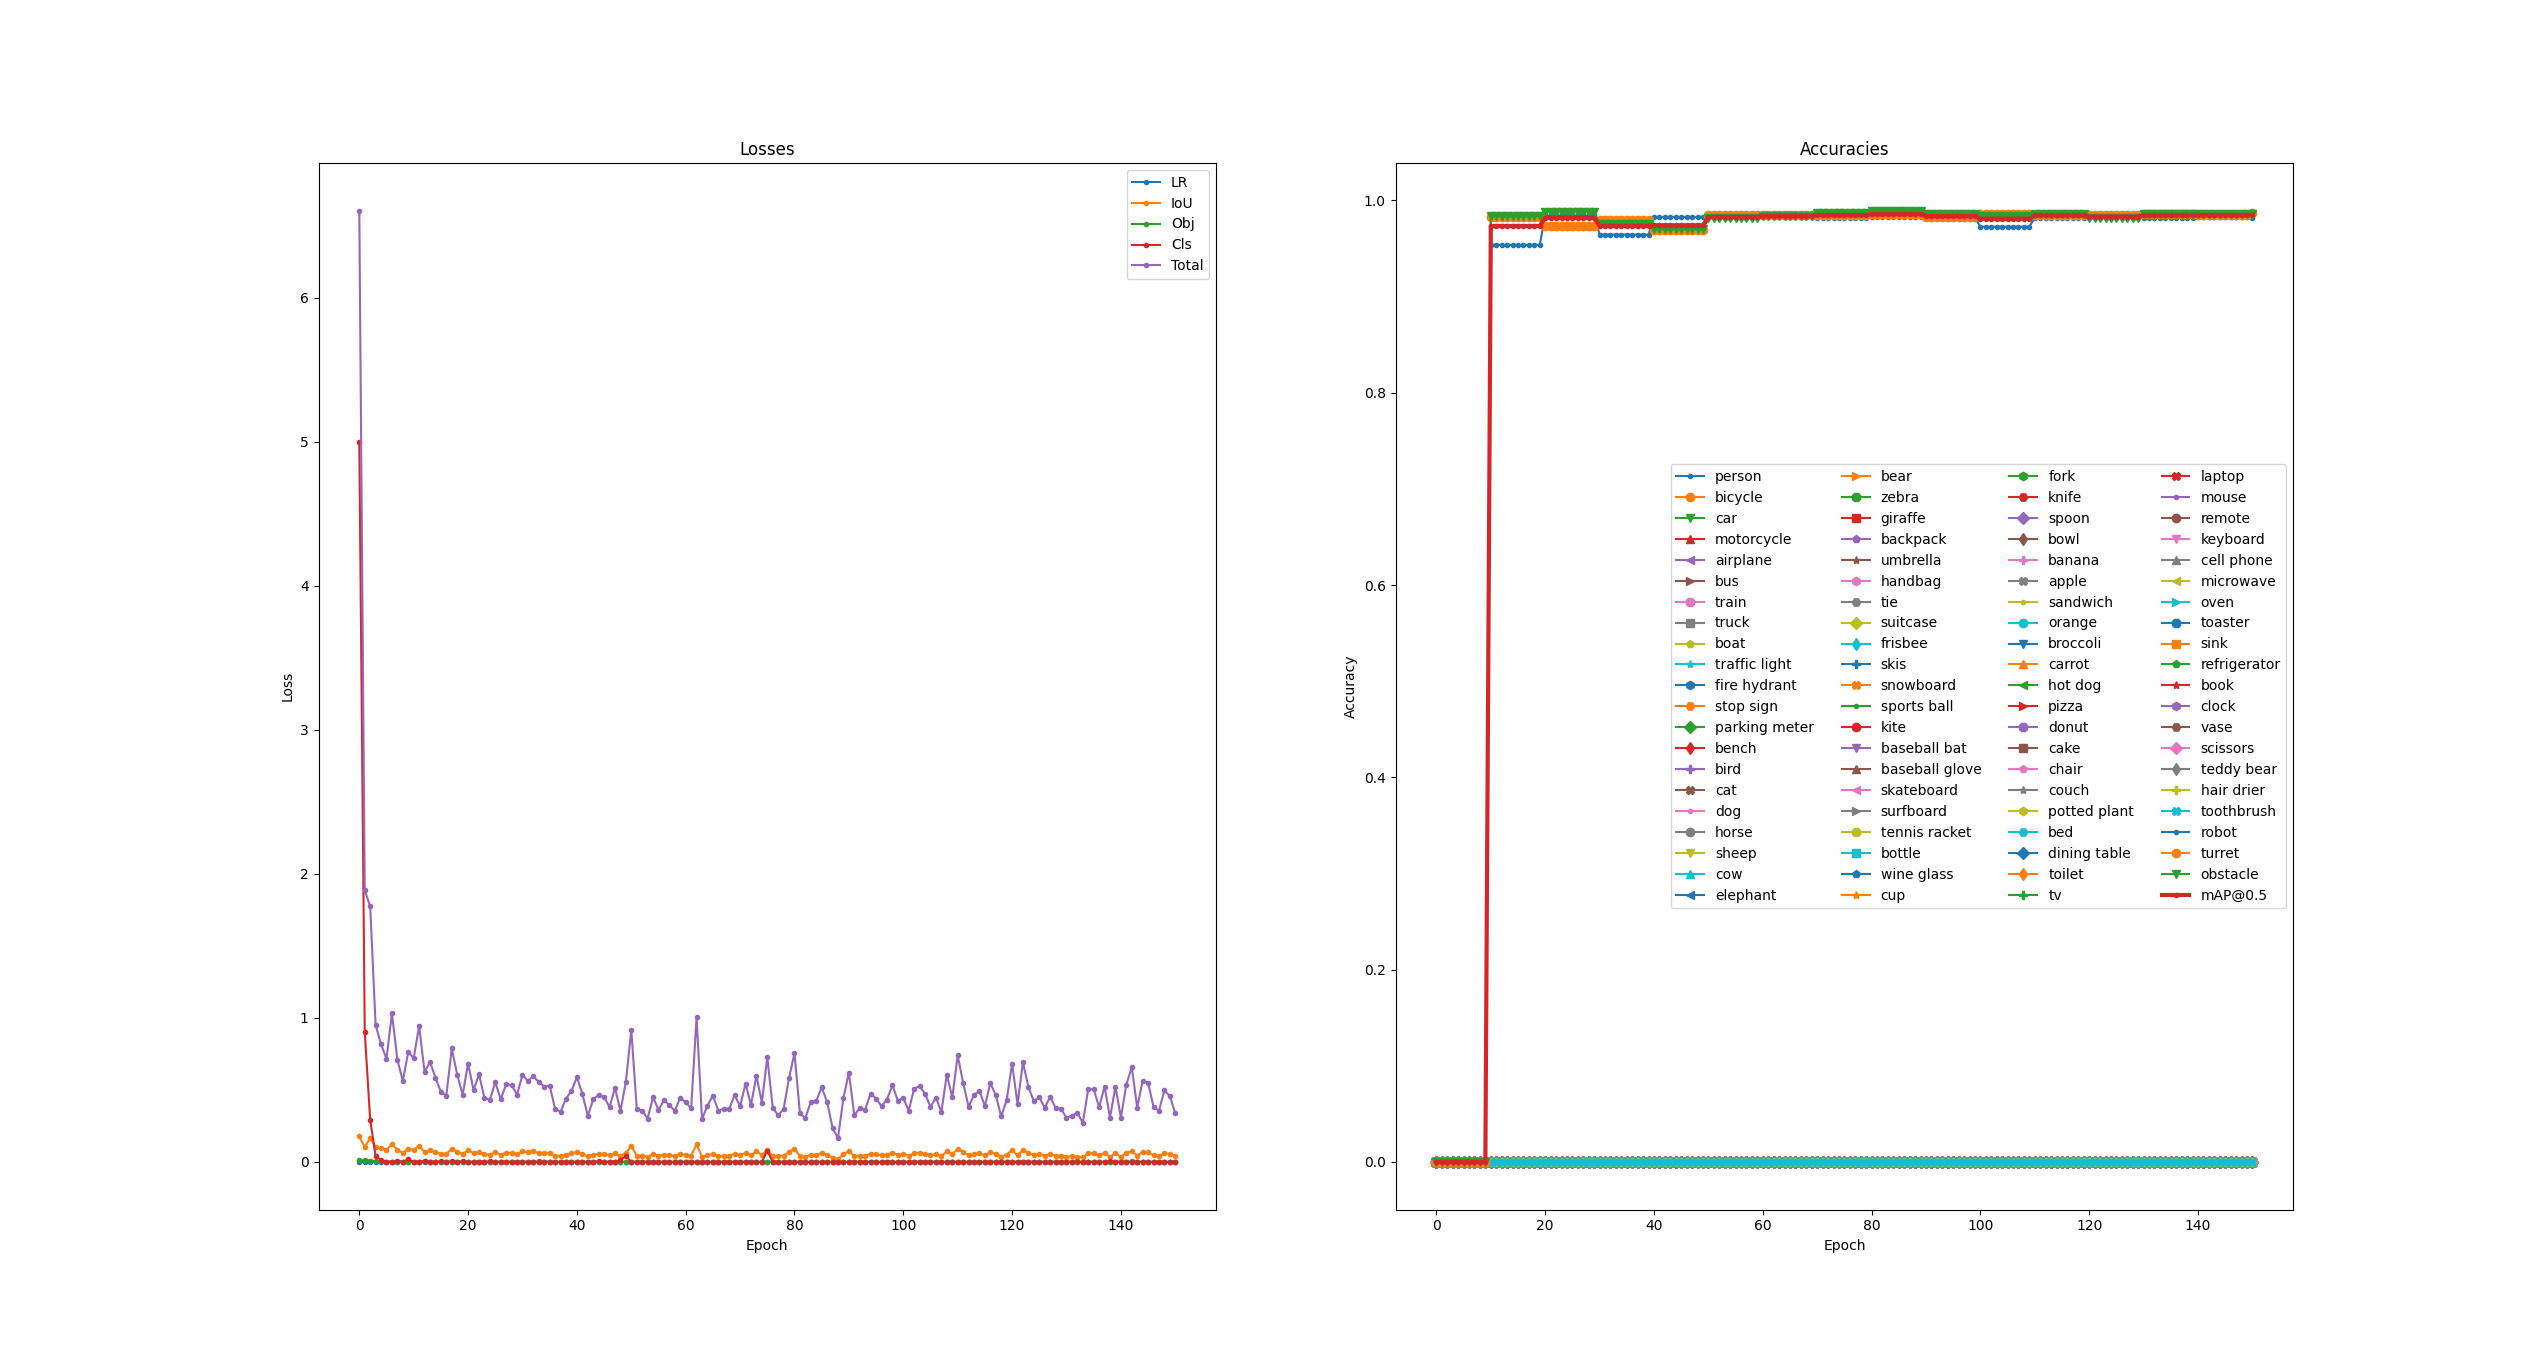 Losses
LR
IoU
Obj
Cls
Total
6
5
4
3
2
1
0
Loss
0 20 40 60 80 100 120 140
Epoch
Accuracies
1.0
0.8
0.6
0.4
0.2
0.0
Accuracy
person
bicycle
car
motorcycle
airplane
bus
train
truck
boat
traffic light
fire hydrant
stop sign
parking meter
bench
bird
cat
dog
horse
sheep
cow
elephant
bear
zebra
giraffe
backpack
umbrella
handbag
tie
suitcase
frisbee
skis
snowboard
sports ball
kite
baseball bat
baseball glove
skateboard
surfboard
tennis racket
bottle
wine glass
cup
fork
knife
spoon
bowl
banana
apple
sandwich
orange
broccoli
carrot
hot dog
pizza
donut
cake
chair
couch
potted plant
bed
dining table
toilet
tv
laptop
mouse
remote
keyboard
cell phone
microwave
oven
toaster
sink
refrigerator
book
clock
vase
scissors
teddy bear
hair drier
toothbrush
robot
turret
obstacle
mAP@0.5
0 20 40 60 80 100 120 140
Epoch